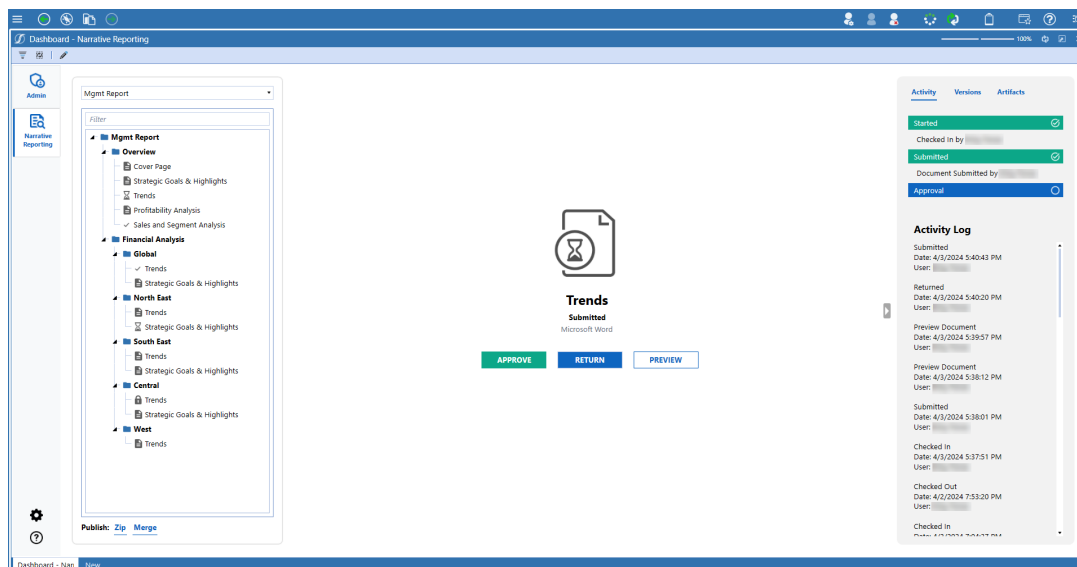 Dashboard - Narrative Reporting
100%
Admin
Narrative
Reporting
Mgmt Report
Filter
Mgmt Report
Overview
Cover Page
Strategic Goals & Highlights
Trends
Profitability Analysis
Sales and Segment Analysis
Financial Analysis
Global
Trends
Strategic Goals & Highlights
North East
Trends
Strategic Goals & Highlights
South East
Trends
Strategic Goals & Highlights
Central
Trends
Strategic Goals & Highlights
West
Trends
Publish: Zip Merge
Trends
Submitted
Microsoft Word
APPROVE RETURN PREVIEW
Activity Versions Artifacts
Started
Checked In by
Submitted
Document Submitted by
Approval
Activity Log
Submitted
Date: 4/3/2024 5:40:43 PM
User:
Returned
Date: 4/3/2024 5:40:20 PM
User:
Preview Document
Date: 4/3/2024 5:39:57 PM
User:
Preview Document
Date: 4/3/2024 5:38:12 PM
User:
Submitted
Date: 4/3/2024 5:38:01 PM
User:
Checked In
Date: 4/3/2024 5:37:51 PM
User:
Checked Out
Date: 4/2/2024 7:53:20 PM
User:
Checked In
Dashboard - Nan New